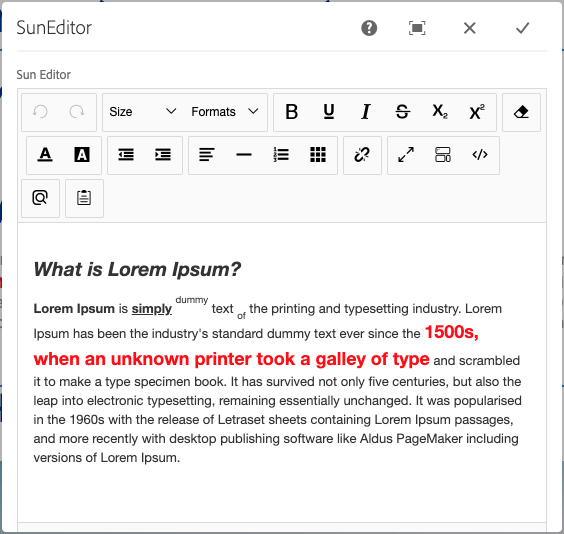 SunEditor
Sun Editor
Size Formats B U I S X₂ X²
A A
What is Lorem Ipsum?
Lorem Ipsum is simply dummy text of the printing and typesetting industry. Lorem
Ipsum has been the industry's standard dummy text ever since the 1500s,
when an unknown printer took a galley of type and scrambled
it to make a type specimen book. It has survived not only five centuries, but also the
leap into electronic typesetting, remaining essentially unchanged. It was popularised
in the 1960s with the release of Letraset sheets containing Lorem Ipsum passages,
and more recently with desktop publishing software like Aldus PageMaker including
versions of Lorem Ipsum.